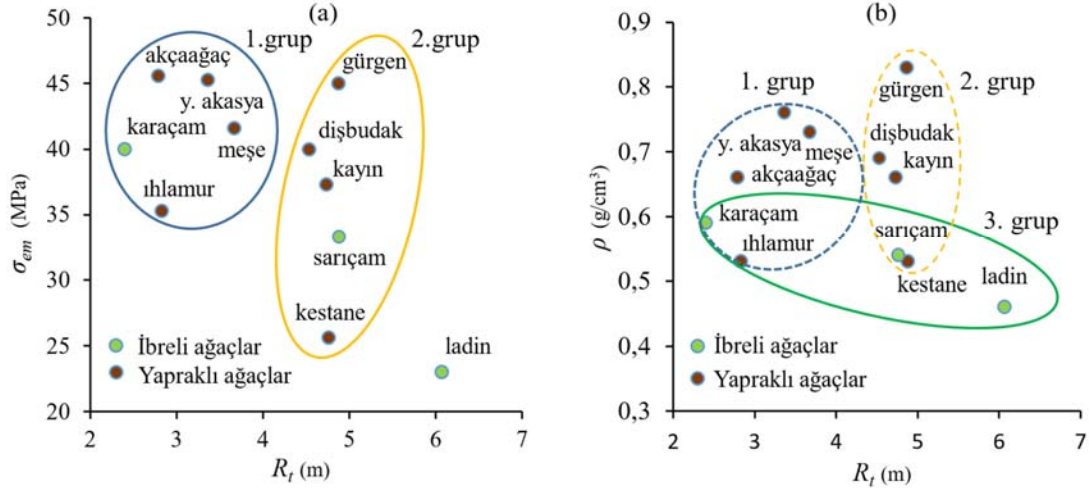 (a)
50
45
40
35
30
25
20
σem (MPa)
1.grup
2.grup
akçaağaç
gürgen
y. akasya
karaçam
meşe
dişbudak
kayın
ıhlamur
sarıçam
kestane
ladin
İbreli ağaçlar
Yapraklı ağaçlar
2 3 4 5 6 7
Rt (m)
(b)
0,9
0,8
0,7
0,6
0,5
0,4
0,3
ρ (g/cm³)
1. grup
2. grup
gürgen
y. akasya
meşe
dişbudak
akçaağaç
kayın
karaçam
3. grup
sarıçam
ıhlamur
kestane
ladin
İbreli ağaçlar
Yapraklı ağaçlar
2 3 4 5 6 7
Rt (m)